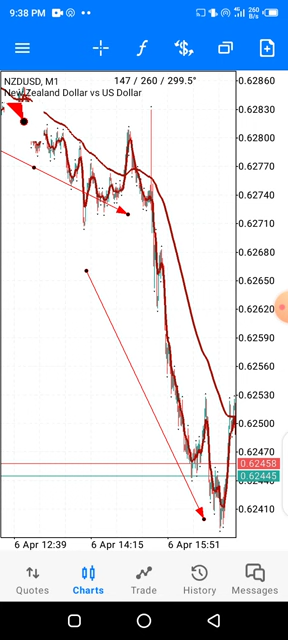 9:38 PM
260 B/s
NZDUSD, M1
147 / 260 / 299.5°
New Zealand Dollar vs US Dollar
0.62860
0.62830
0.62800
0.62770
0.62740
0.62710
0.62680
0.62650
0.62620
0.62590
0.62560
0.62530
0.62500
0.62470
0.62458
0.62445
0.62440
0.62410
6 Apr 12:39
6 Apr 14:15
6 Apr 15:51
Quotes
Charts
Trade
History
Messages